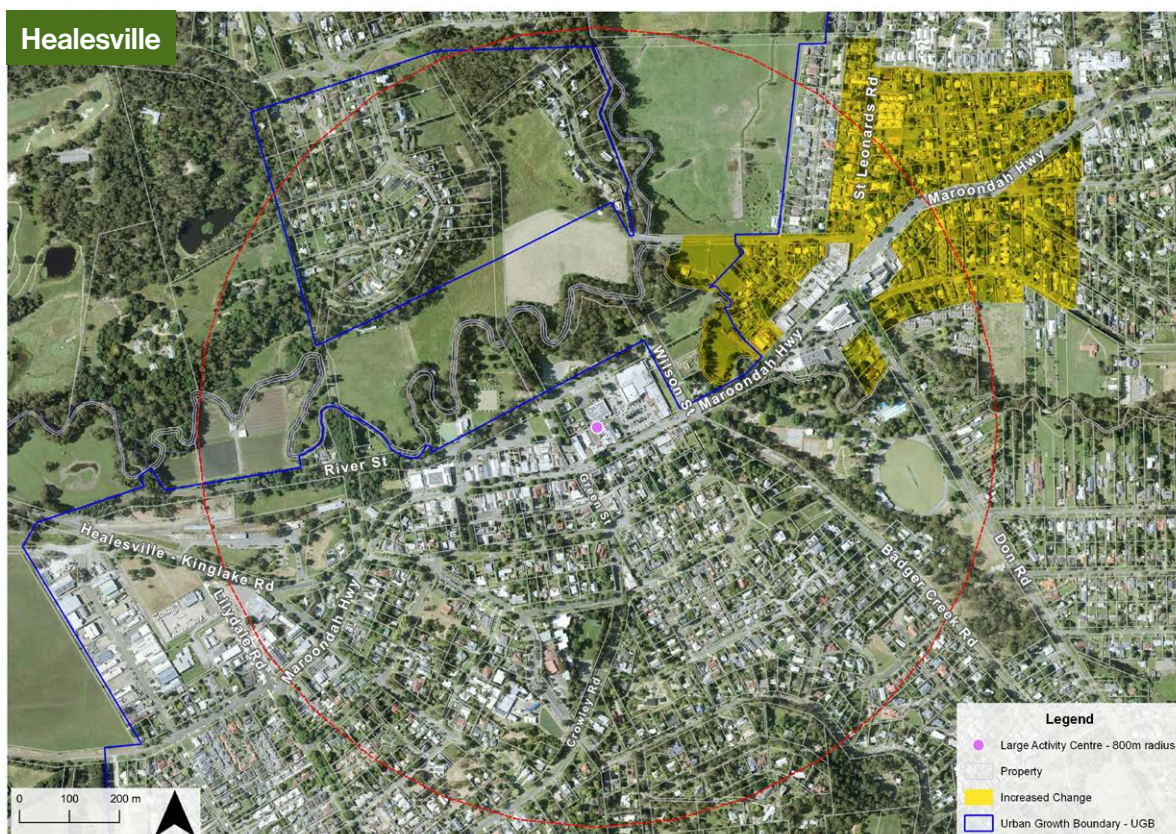 Healesville
St Leonards Rd
Maroondah Hwy
Wilson St
Maroondah Hwy
River St
Green St
Healesville - Kinglake Rd
Lilydale Rd
Maroondah Hwy
Crowley Rd
Badger Creek Rd
Don Rd
Legend
Large Activity Centre - 800m radius
Property
Increased Change
Urban Growth Boundary - UGB
0 100 200 m